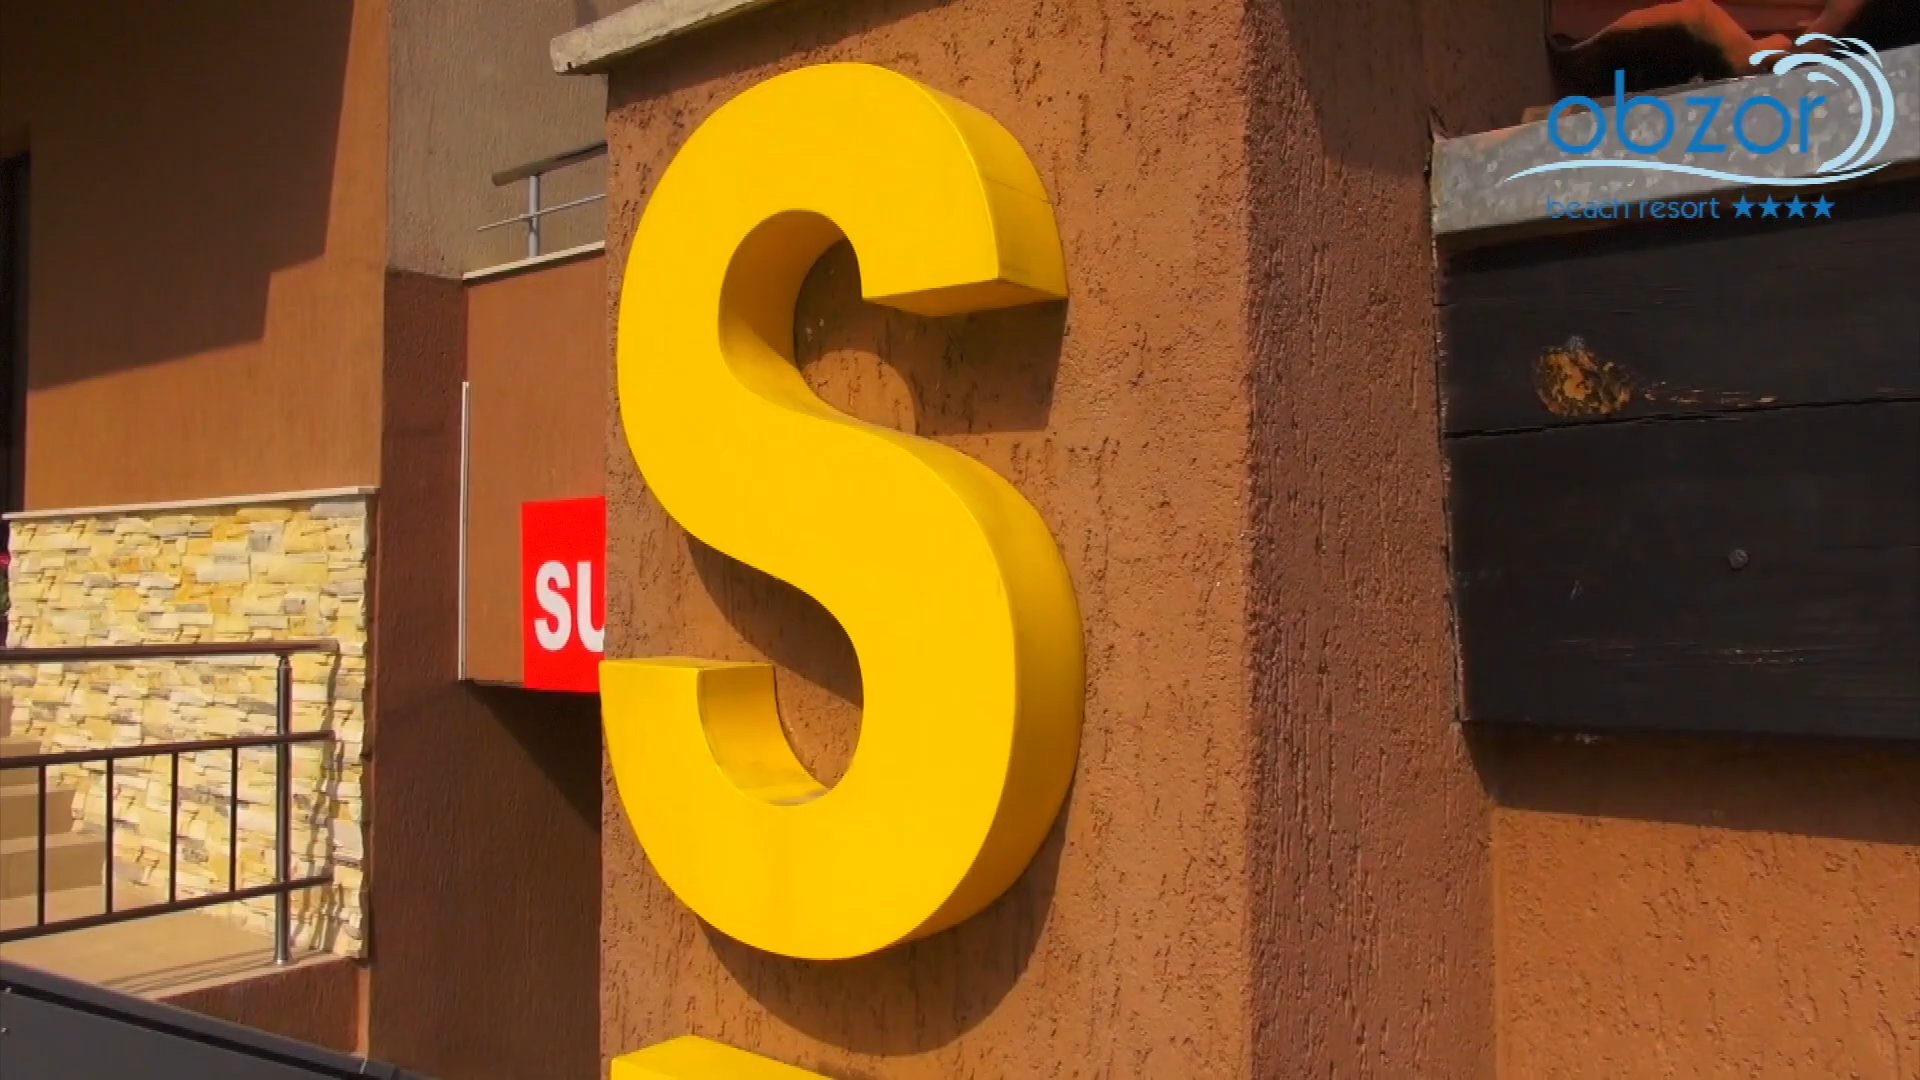 obzor
beach resort ★★★★
S
SU